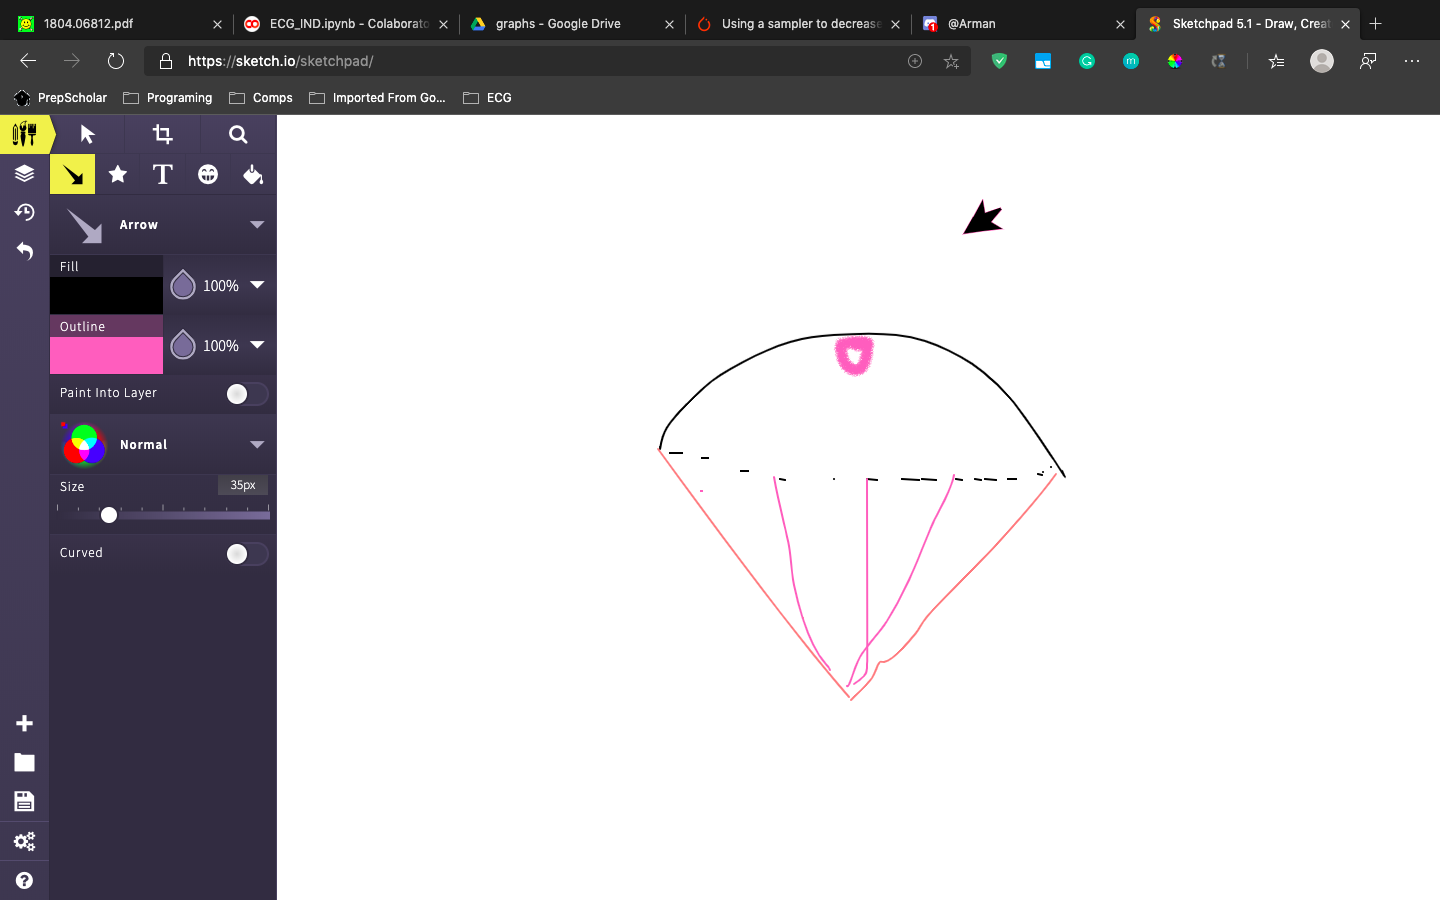 1804.06812.pdf
ECG_IND.ipynb - Colaborato
graphs - Google Drive
Using a sampler to decrease
@Arman
Sketchpad 5.1 - Draw, Creat
https://sketch.io/sketchpad/
PrepScholar
Programing
Comps
Imported From Go...
ECG
Arrow
Fill
100%
Outline
100%
Paint Into Layer
Normal
Size
35px
Curved